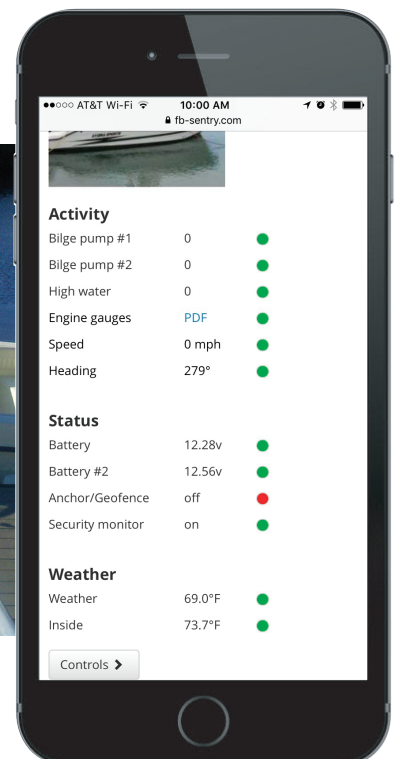 ●●○○○ AT&T Wi-Fi 10:00 AM
fb-sentry.com
Activity
Bilge pump #1 0
Bilge pump #2 0
High water 0
Engine gauges PDF
Speed 0 mph
Heading 279°
Status
Battery 12.28v
Battery #2 12.56v
Anchor/Geofence off
Security monitor on
Weather
Weather 69.0°F
Inside 73.7°F
Controls